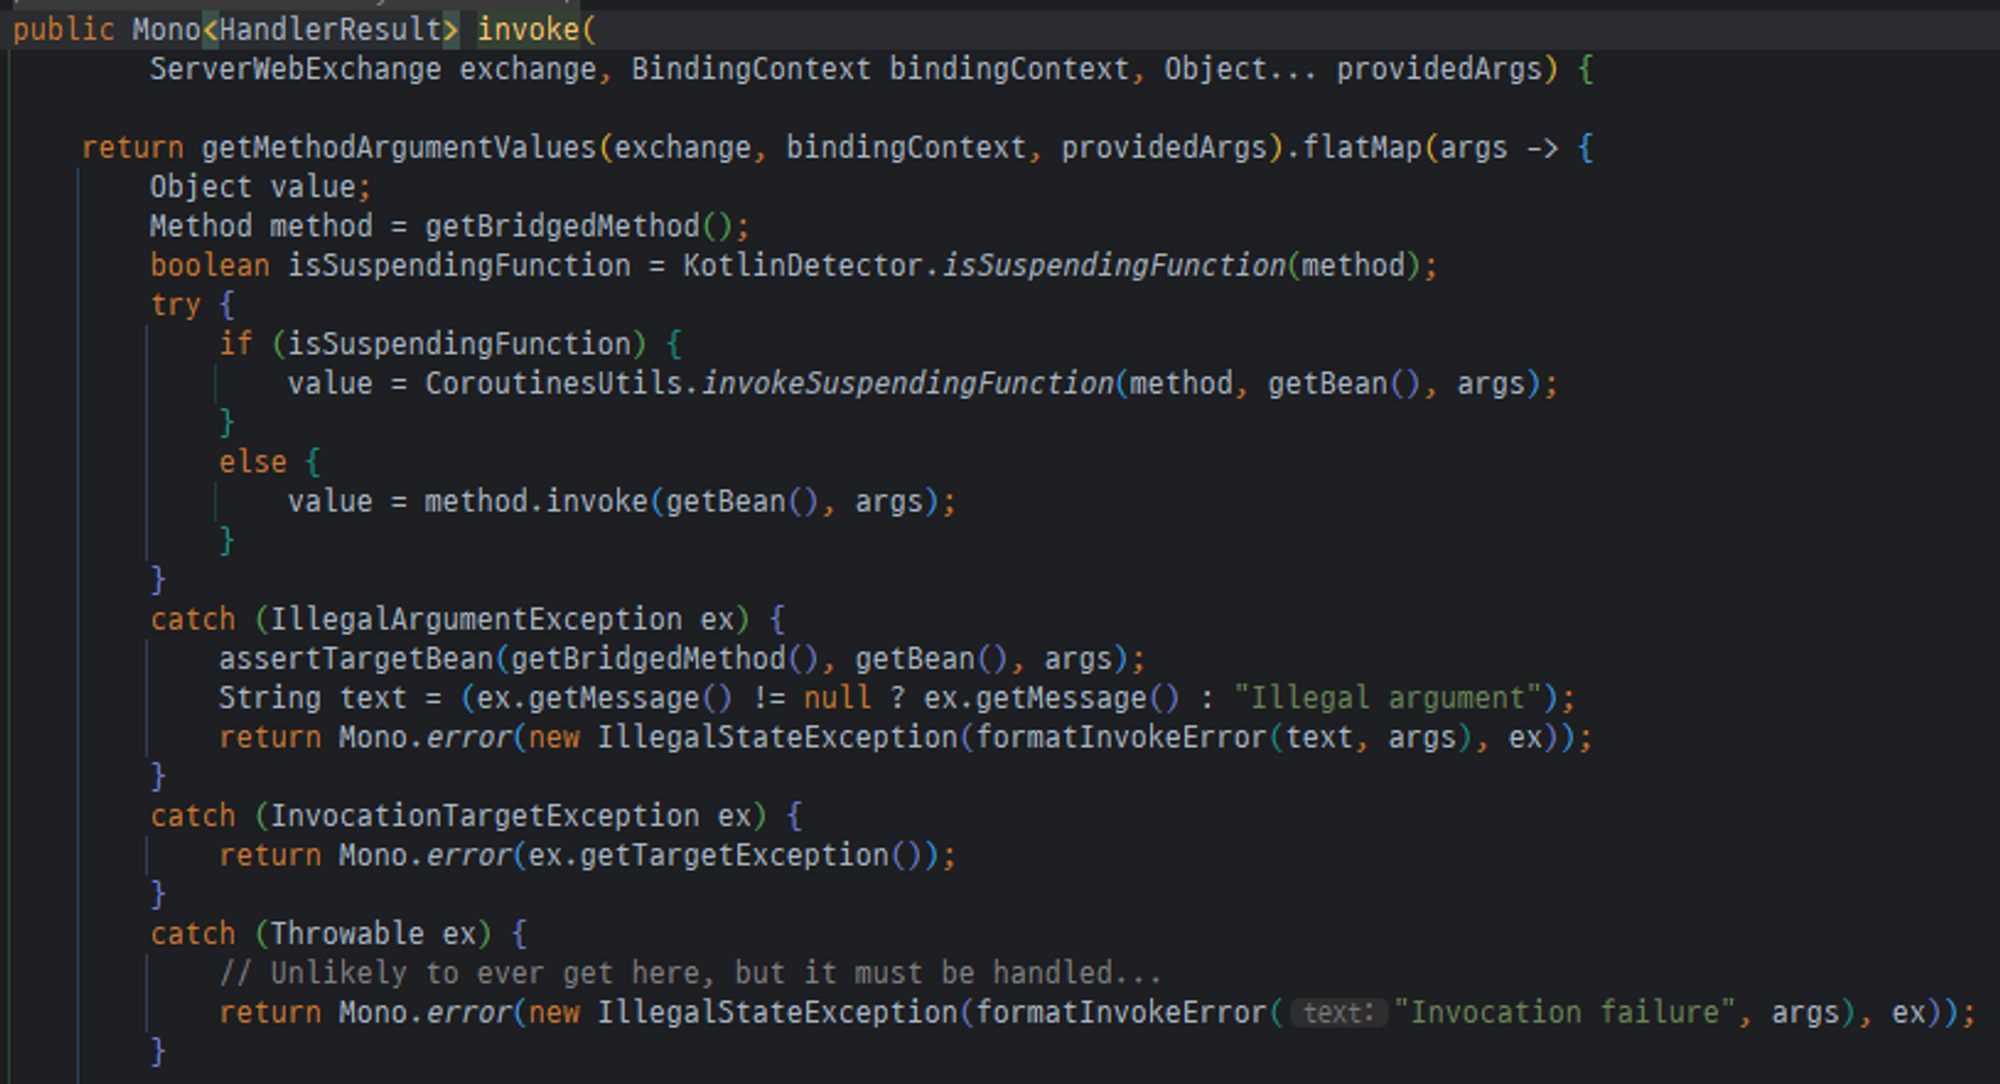 public Mono<HandlerResult> invoke(
ServerWebExchange exchange, BindingContext bindingContext, Object... providedArgs) {
return getMethodArgumentValues(exchange, bindingContext, providedArgs).flatMap(args -> {
Object value;
Method method = getBridgedMethod();
boolean isSuspendingFunction = KotlinDetector.isSuspendingFunction(method);
try {
if (isSuspendingFunction) {
value = CoroutinesUtils.invokeSuspendingFunction(method, getBean(), args);
}
else {
value = method.invoke(getBean(), args);
}
}
catch (IllegalArgumentException ex) {
assertTargetBean(getBridgedMethod(), getBean(), args);
String text = (ex.getMessage() != null ? ex.getMessage() : "Illegal argument");
return Mono.error(new IllegalStateException(formatInvokeError(text, args), ex));
}
catch (InvocationTargetException ex) {
return Mono.error(ex.getTargetException());
}
catch (Throwable ex) {
// Unlikely to ever get here, but it must be handled...
return Mono.error(new IllegalStateException(formatInvokeError( text: "Invocation failure", args), ex));
}